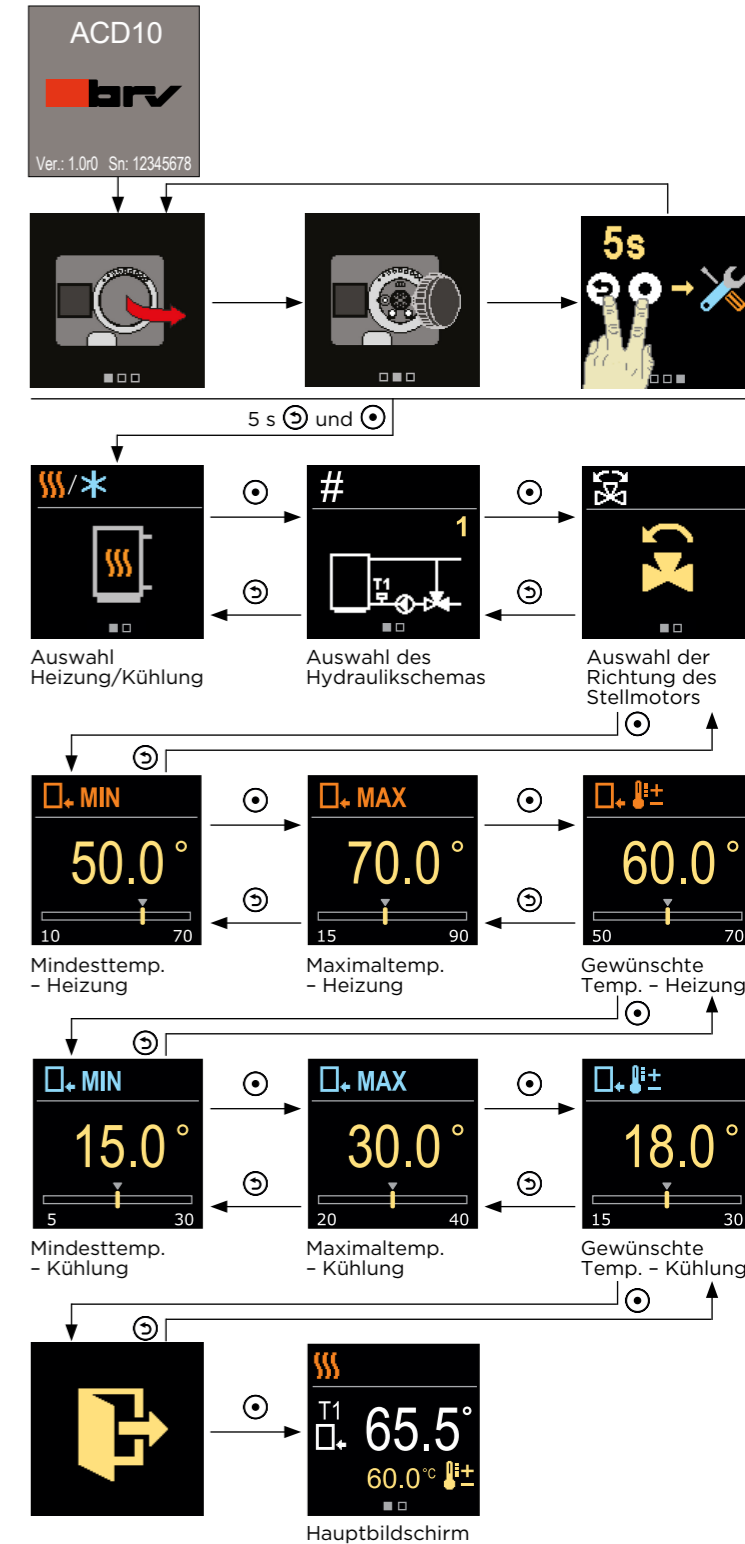 ACD10
brv
Ver.: 1.0r0 Sn: 12345678
5s
5 s und
/
#
1
T1
Auswahl
Heizung/Kühlung
Auswahl des
Hydraulikschemas
Auswahl der
Richtung des
Stellmotors
MIN
50.0°
10 70
MAX
70.0°
15 90
60.0°
50 70
Mindesttemp.
– Heizung
Maximaltemp.
– Heizung
Gewünschte
Temp. – Heizung
MIN
15.0°
5 30
MAX
30.0°
20 40
18.0°
15 30
Mindesttemp.
– Kühlung
Maximaltemp.
– Kühlung
Gewünschte
Temp. – Kühlung
T1
65.5°
60.0°C
Hauptbildschirm